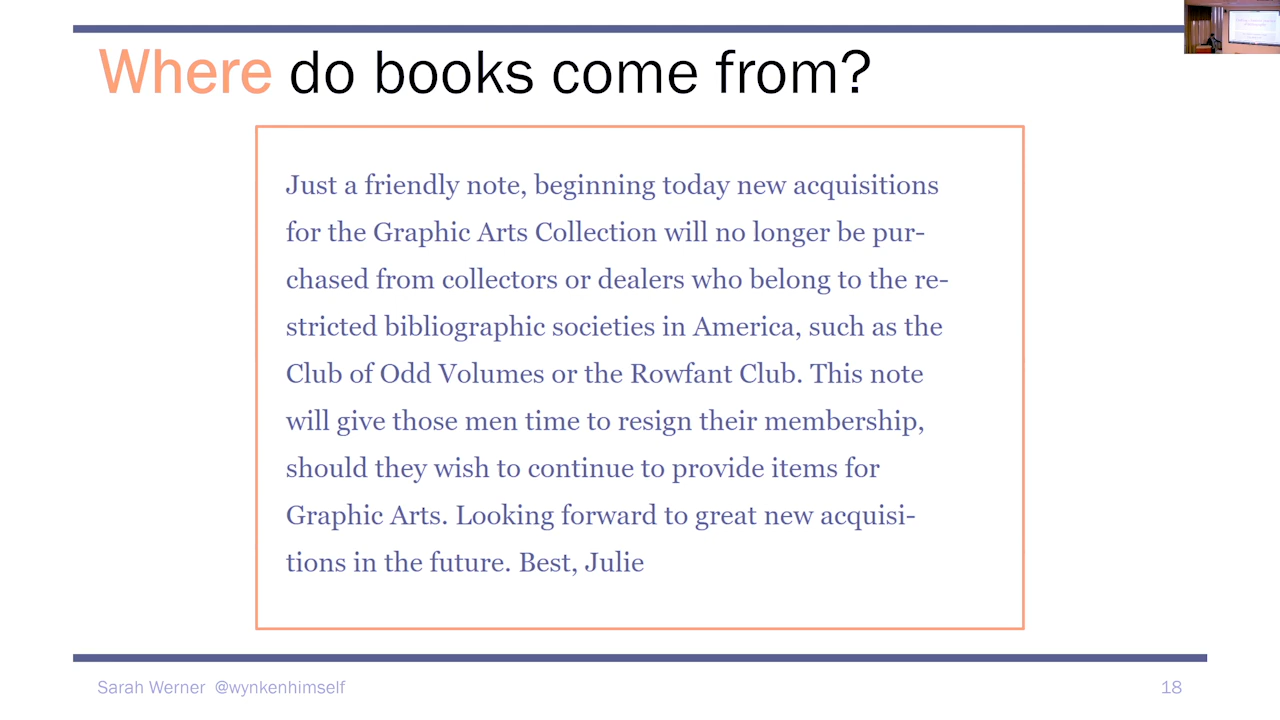 Where do books come from?
Just a friendly note, beginning today new acquisitions
for the Graphic Arts Collection will no longer be pur-
chased from collectors or dealers who belong to the re-
stricted bibliographic societies in America, such as the
Club of Odd Volumes or the Rowfant Club. This note
will give those men time to resign their membership,
should they wish to continue to provide items for
Graphic Arts. Looking forward to great new acquisi-
tions in the future. Best, Julie
Sarah Werner @wynkenhimself
18